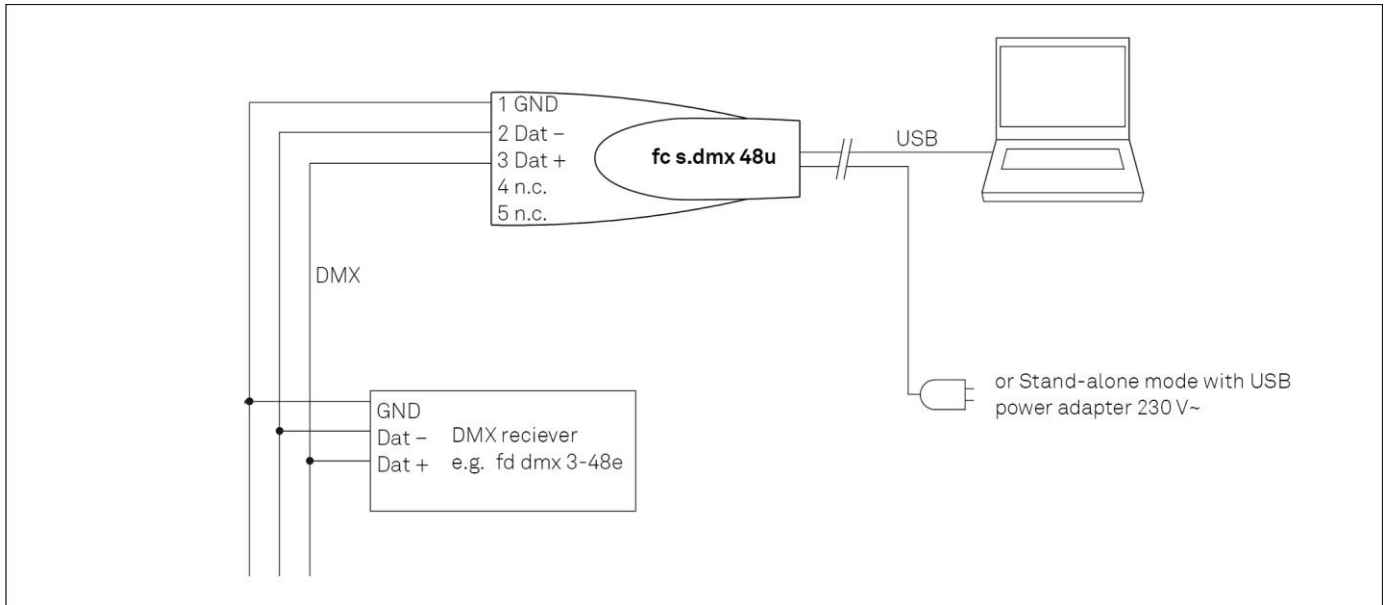 1 GND
2 Dat –
3 Dat +
4 n.c.
5 n.c.
fc s.dmx 48u
USB
DMX
or Stand-alone mode with USB
power adapter 230 V~
GND
Dat –
Dat +
DMX reciever
e.g. fd dmx 3-48e